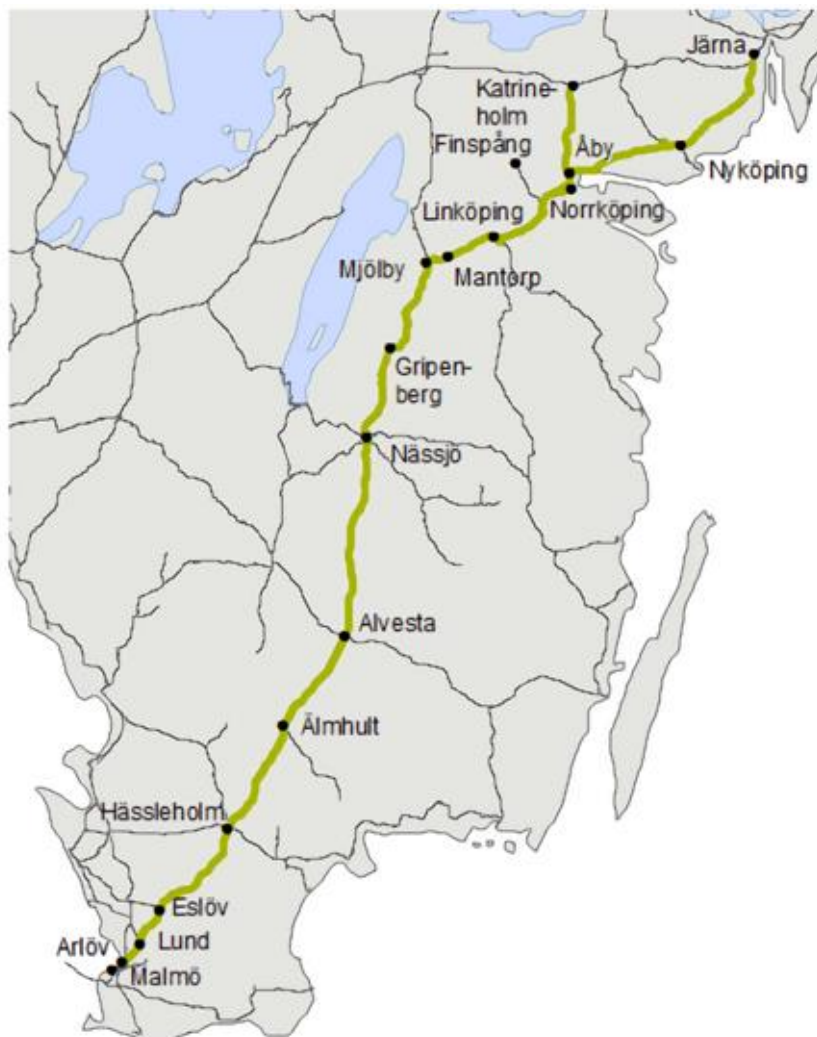 Järna
Katrine-
holm
Finspång
Åby
Nyköping
Linköping
Norrköping
Mjölby
Mantorp
Gripen-
berg
Nässjö
Alvesta
Älmhult
Hässleholm
Eslöv
Lund
Arlöv
Malmö